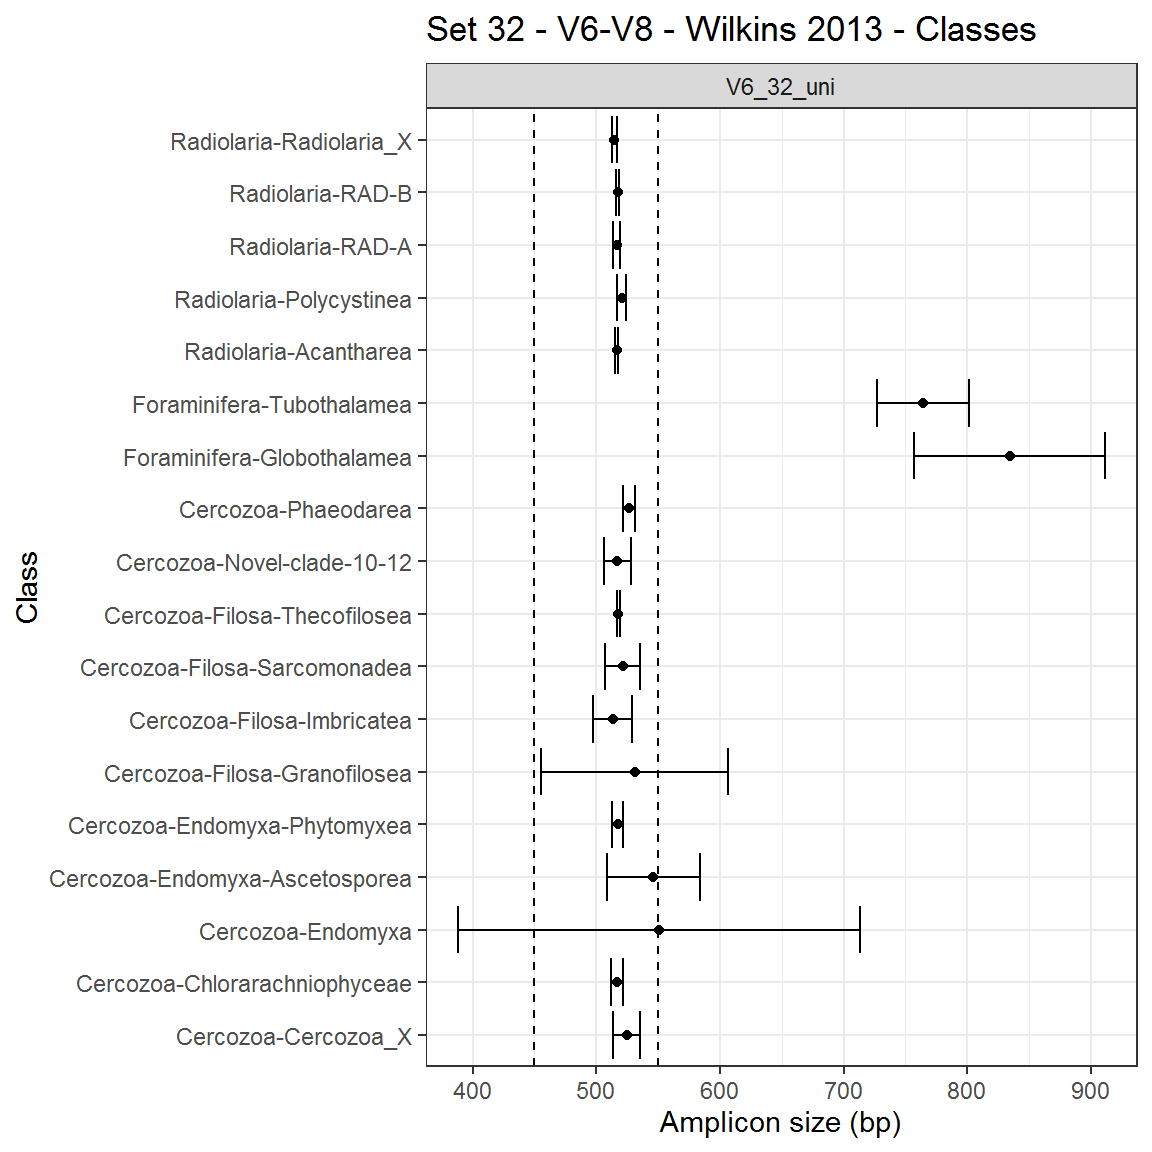 Set 32 - V6-V8 - Wilkins 2013 - Classes
V6_32_uni
Radiolaria-Radiolaria_X
Radiolaria-RAD-B
Radiolaria-RAD-A
Radiolaria-Polycystinea
Radiolaria-Acantharea
Foraminifera-Tubothalamea
Foraminifera-Globothalamea
Cercozoa-Phaeodarea
Cercozoa-Novel-clade-10-12
Cercozoa-Filosa-Thecofilosea
Cercozoa-Filosa-Sarcomonadea
Cercozoa-Filosa-Imbricatea
Cercozoa-Filosa-Granofilosea
Cercozoa-Endomyxa-Phytomyxea
Cercozoa-Endomyxa-Ascetosporea
Cercozoa-Endomyxa
Cercozoa-Chlorarachniophyceae
Cercozoa-Cercozoa_X
Class
400 500 600 700 800 900
Amplicon size (bp)